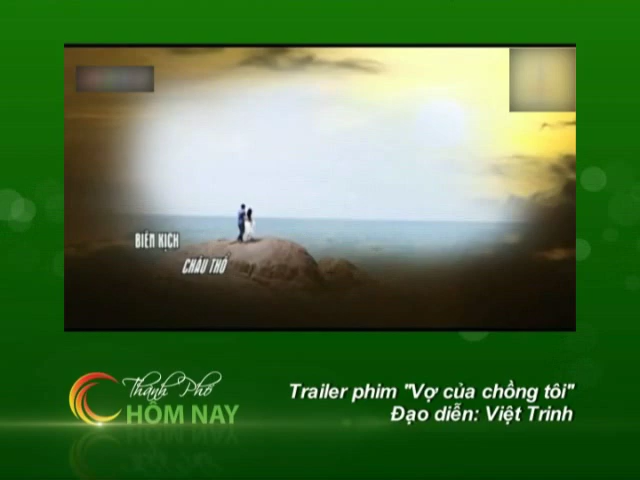 BIÊN KỊCH
CHÂU THỔ
Thành Phố
HÔM NAY
Trailer phim "Vợ của chồng tôi"
Đạo diễn: Việt Trinh